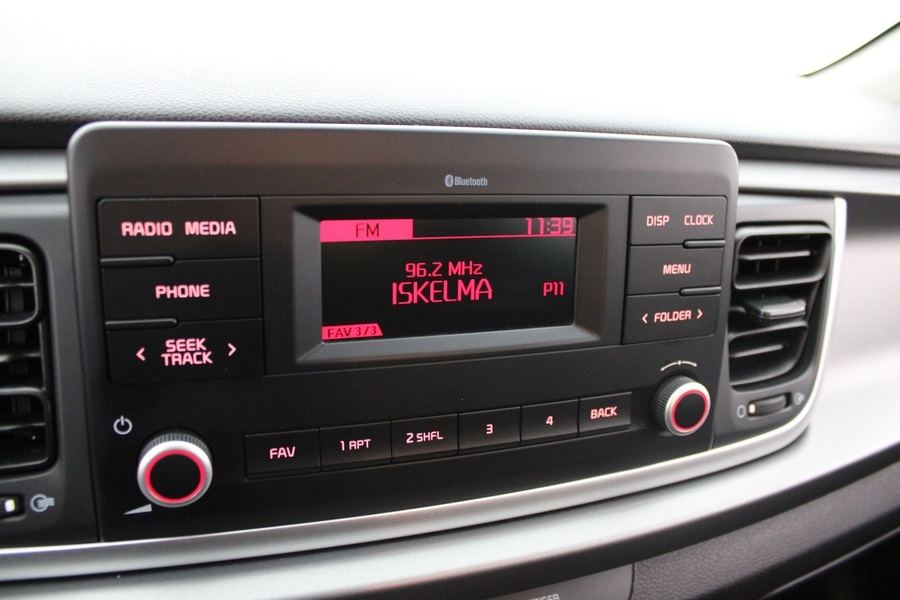 Bluetooth
RADIO MEDIA
PHONE
< SEEK TRACK >
FM 11:39
96.2 MHz
ISKELMA P11
FAV 3/3
DISP CLOCK
MENU
< FOLDER >
FAV 1 RPT 2 SHFL 3 4 BACK